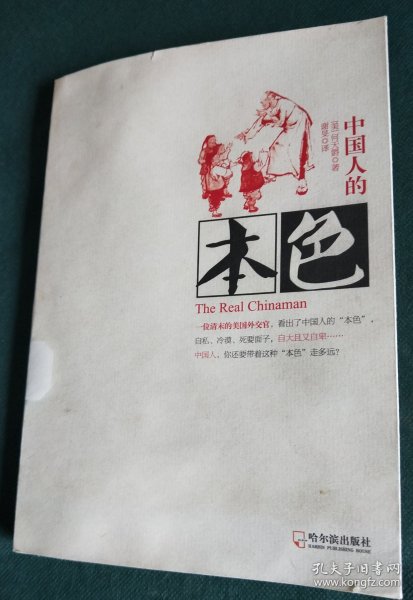 中国人的
[美]何天爵◎著
谢斐◎译
本色
The Real Chinaman
一位清末的美国外交官,看出了中国人的“本色”,
自私、冷漠、死要面子,自大且又自卑……
中国人,你还要带着这种“本色”走多远?
哈尔滨出版社
HARBIN PUBLISHING HOUSE
孔夫子旧书网
www.kongfz.com